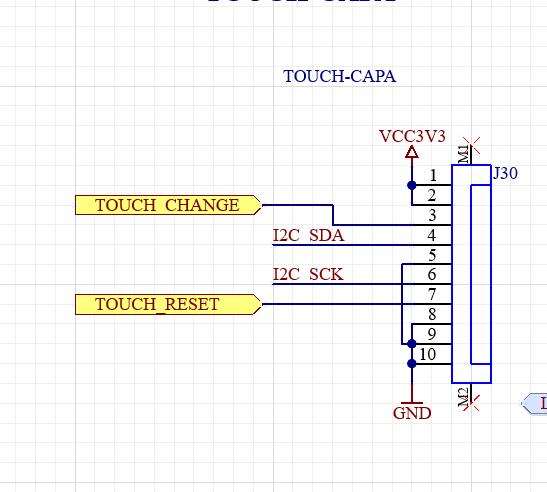 TOUCH-CAPA
VCC3V3
M1
J30
1
2
TOUCH_CHANGE
3
I2C_SDA
4
5
I2C_SCK
6
7
TOUCH_RESET
8
9
10
M2
GND